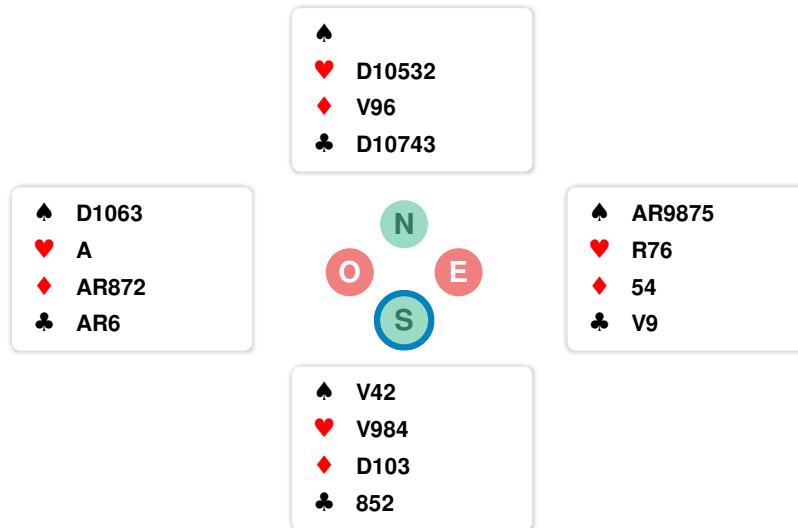 ♠
♥ D10532
♦ V96
♣ D10743
♠ D1063
♥ A
♦ AR872
♣ AR6
N
O E
S
♠ AR9875
♥ R76
♦ 54
♣ V9
♠ V42
♥ V984
♦ D103
♣ 852